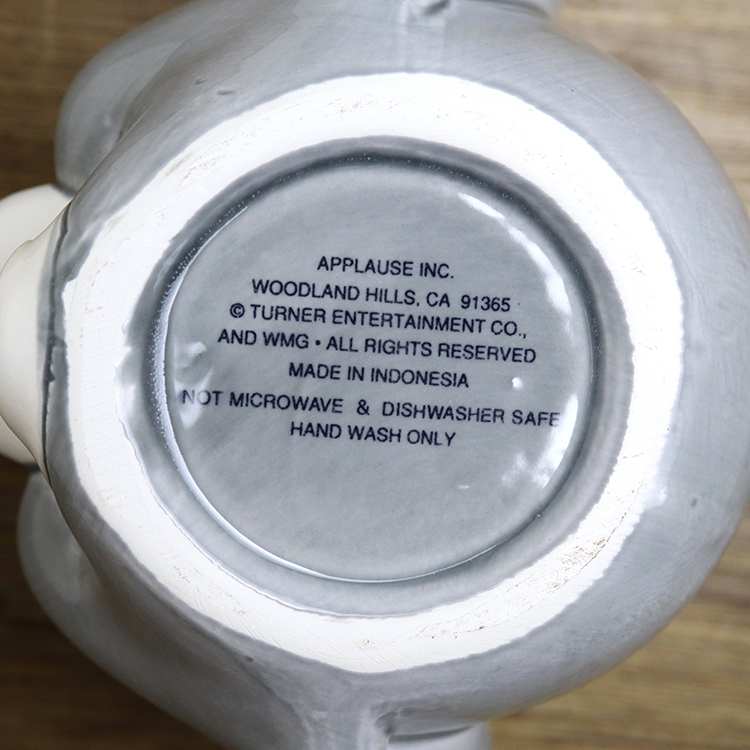 APPLAUSE INC.
WOODLAND HILLS, CA 91365
© TURNER ENTERTAINMENT CO.,
AND WMG • ALL RIGHTS RESERVED
MADE IN INDONESIA
NOT MICROWAVE & DISHWASHER SAFE
HAND WASH ONLY